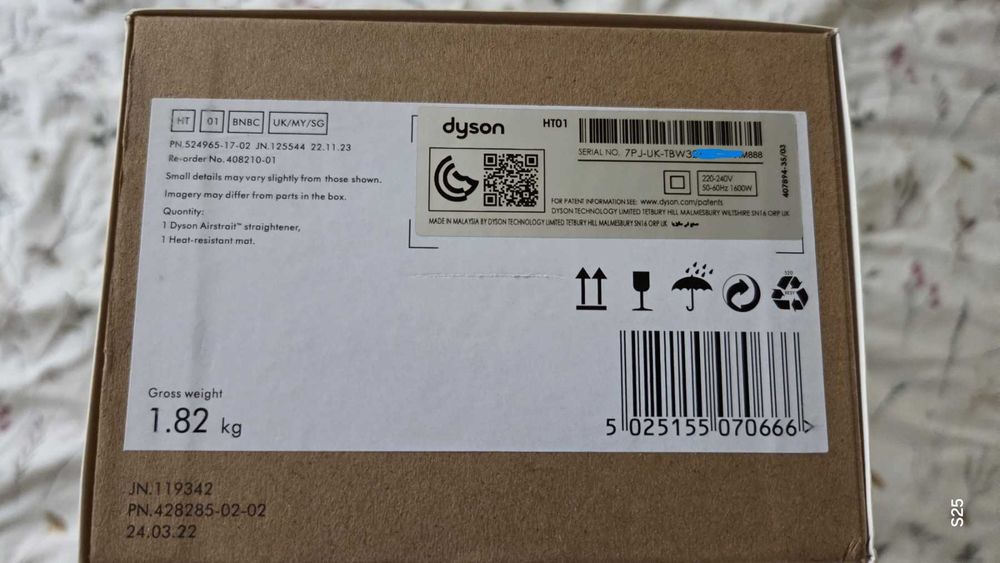 HT 01 BNBC UK/MY/SG
PN.524965-17-02 JN.125544 22.11.23
Re-order No. 408210-01
Small details may vary slightly from those shown.
Imagery may differ from parts in the box.
Quontity:
1 Dyson Airstrait™ straightener,
1 Heat-resistant mat.
dyson HT01
SERIAL NO. 7PJ-UK-TBW32 M888
220-240V
50-60Hz 1600W
407894-35/03
FOR PATENT INFORMATION SEE: www.dyson.com/patents
DYSON TECHNOLOGY LIMITED TETBURY HILL MALMESBURY WILTSHIRE SN16 ORP UK
MADE IN MALAYSIA BY DYSON TECHNOLOGY LIMITED TETBURY HILL MALMESBURY SN16 ORP UK
Gross weight
1.82 kg
5 025155 070666 >
JN.119342
PN.428285-02-02
24.03.22
S25